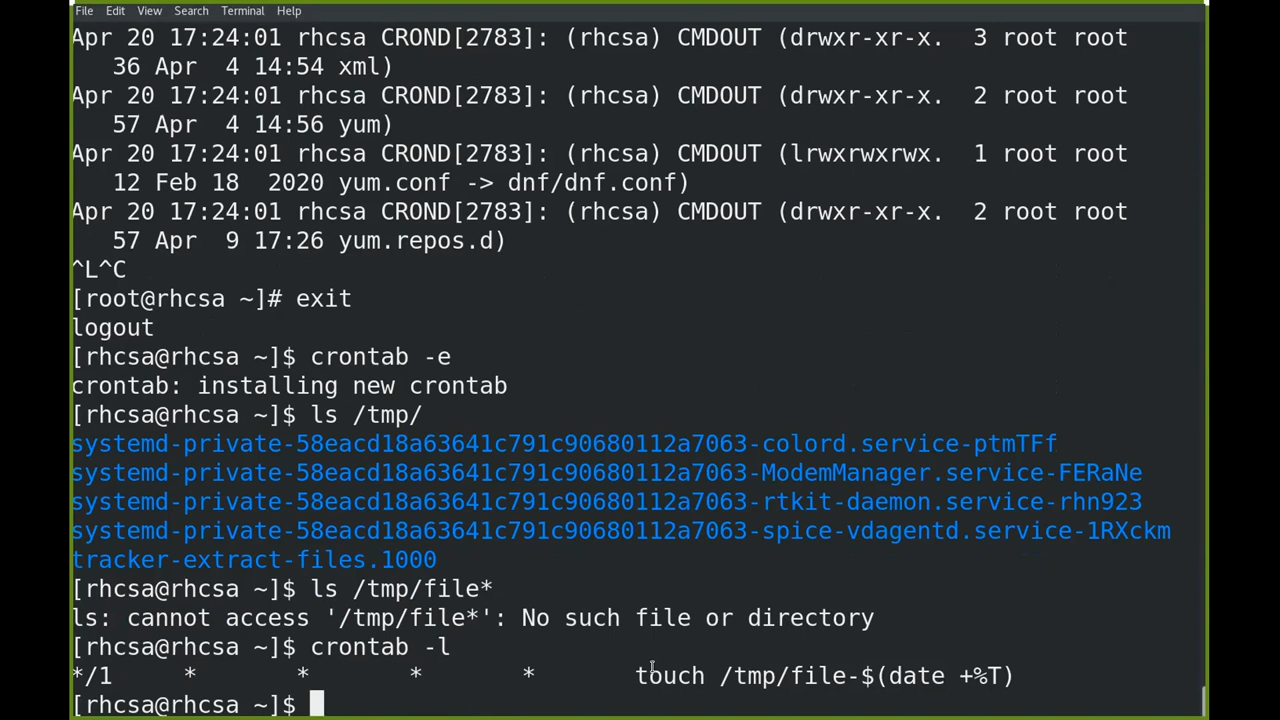 File Edit View Search Terminal Help
Apr 20 17:24:01 rhcsa CROND[2783]: (rhcsa) CMDOUT (drwxr-xr-x.  3 root root
   36 Apr  4 14:54 xml)
Apr 20 17:24:01 rhcsa CROND[2783]: (rhcsa) CMDOUT (drwxr-xr-x.  2 root root
   57 Apr  4 14:56 yum)
Apr 20 17:24:01 rhcsa CROND[2783]: (rhcsa) CMDOUT (lrwxrwxrwx.  1 root root
   12 Feb 18  2020 yum.conf -> dnf/dnf.conf)
Apr 20 17:24:01 rhcsa CROND[2783]: (rhcsa) CMDOUT (drwxr-xr-x.  2 root root
   57 Apr  9 17:26 yum.repos.d)
^L^C
[root@rhcsa ~]# exit
logout
[rhcsa@rhcsa ~]$ crontab -e
crontab: installing new crontab
[rhcsa@rhcsa ~]$ ls /tmp/
systemd-private-58eacd18a63641c791c90680112a7063-colord.service-ptmTFf
systemd-private-58eacd18a63641c791c90680112a7063-ModemManager.service-FERaNe
systemd-private-58eacd18a63641c791c90680112a7063-rtkit-daemon.service-rhn923
systemd-private-58eacd18a63641c791c90680112a7063-spice-vdagentd.service-1RXckm
tracker-extract-files.1000
[rhcsa@rhcsa ~]$ ls /tmp/file*
ls: cannot access '/tmp/file*': No such file or directory
[rhcsa@rhcsa ~]$ crontab -l
*/1     *       *       *       *       touch /tmp/file-$(date +%T)
[rhcsa@rhcsa ~]$